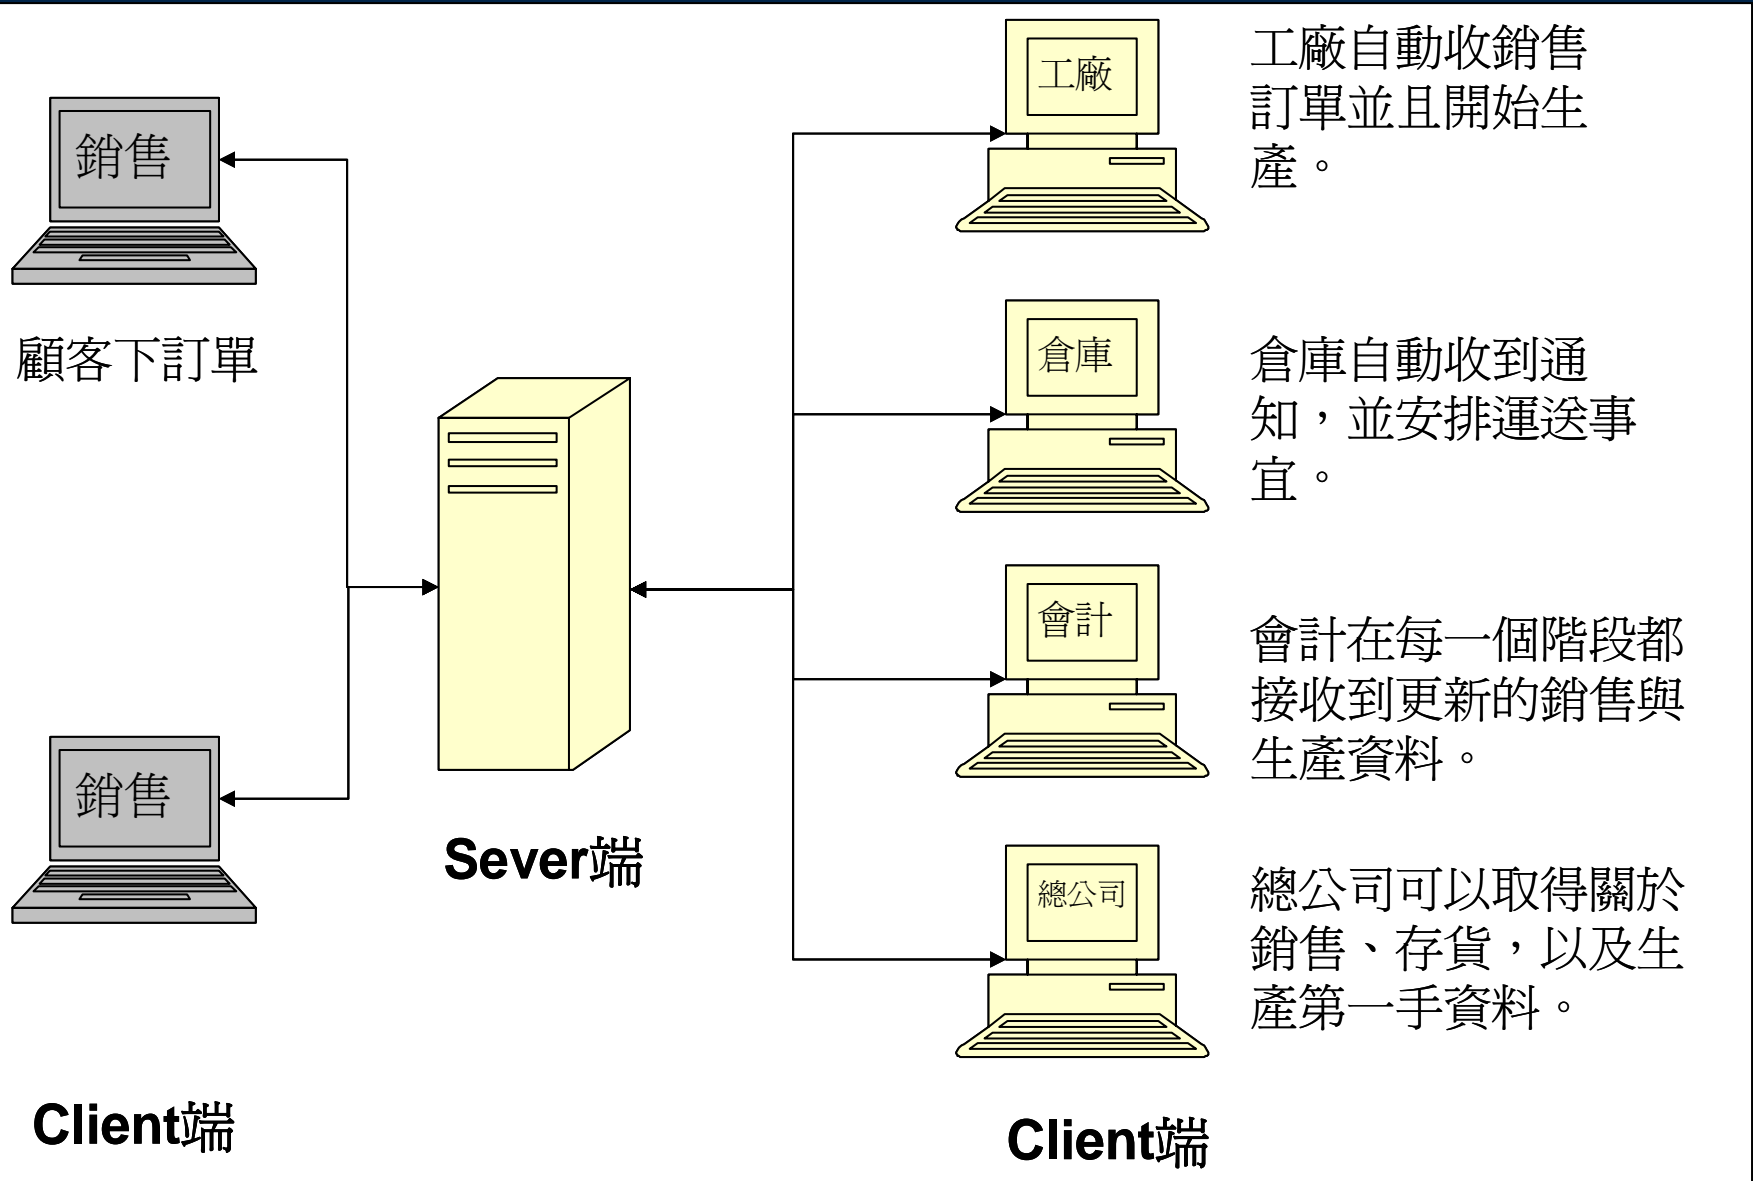 銷售
顧客下訂單
銷售
Client端
Sever端
工廠
工廠自動收銷售
訂單並且開始生
產。
倉庫
倉庫自動收到通
知，並安排運送事
宜。
會計
會計在每一個階段都
接收到更新的銷售與
生產資料。
總公司
總公司可以取得關於
銷售、存貨，以及生
產第一手資料。
Client端